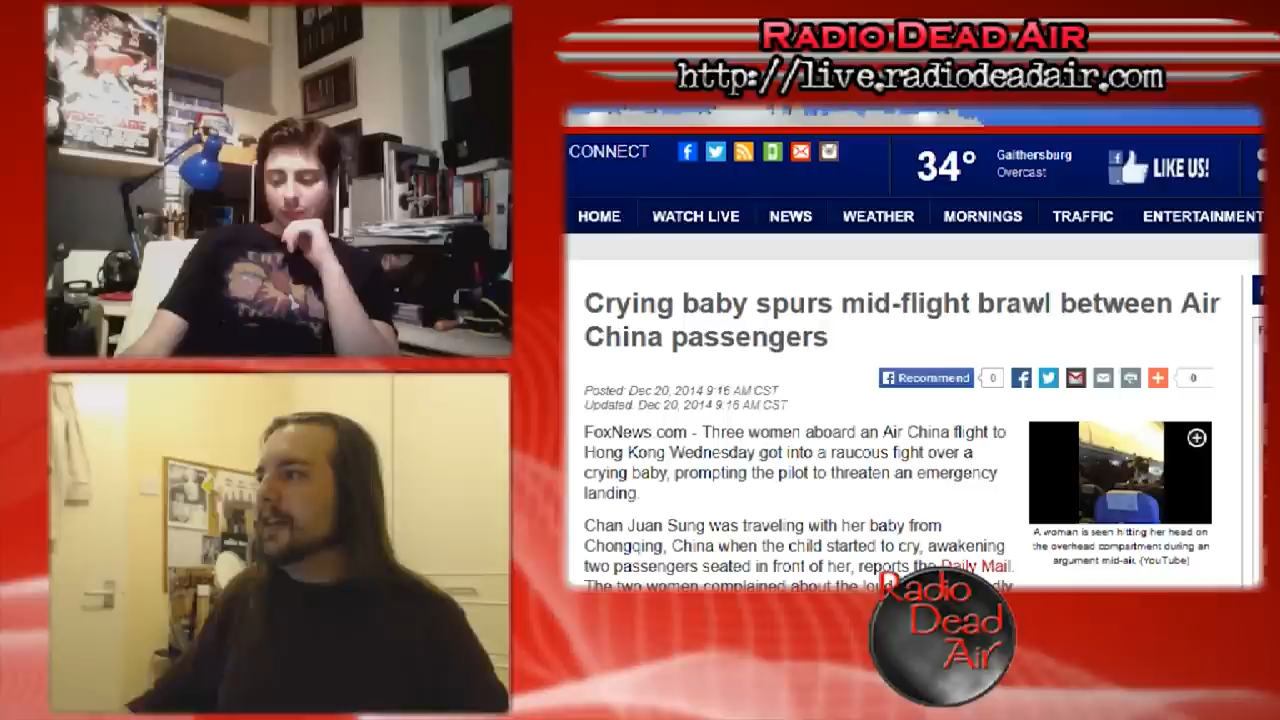 RADIO DEAD AIR
http://live.radiodeadair.com
CONNECT
34° Gaithersburg
Overcast
LIKE US!
HOME WATCH LIVE NEWS WEATHER MORNINGS TRAFFIC ENTERTAINMENT
Crying baby spurs mid-flight brawl between Air
China passengers
Recommend 0 0
Posted: Dec 20, 2014 9:16 AM CST
Updated: Dec 20, 2014 9:16 AM CST
FoxNews.com - Three women aboard an Air China flight to
Hong Kong Wednesday got into a raucous fight over a
crying baby, prompting the pilot to threaten an emergency
landing.
Chan Juan Sung was traveling with her baby from
Chongqing, China when the child started to cry, awakening
two passengers seated in front of her, reports the Daily Mail.
The two women complained about the
A woman is seen hitting her head on
the overhead compartment during an
argument mid-air. (YouTube)
Radio
Dead
Air